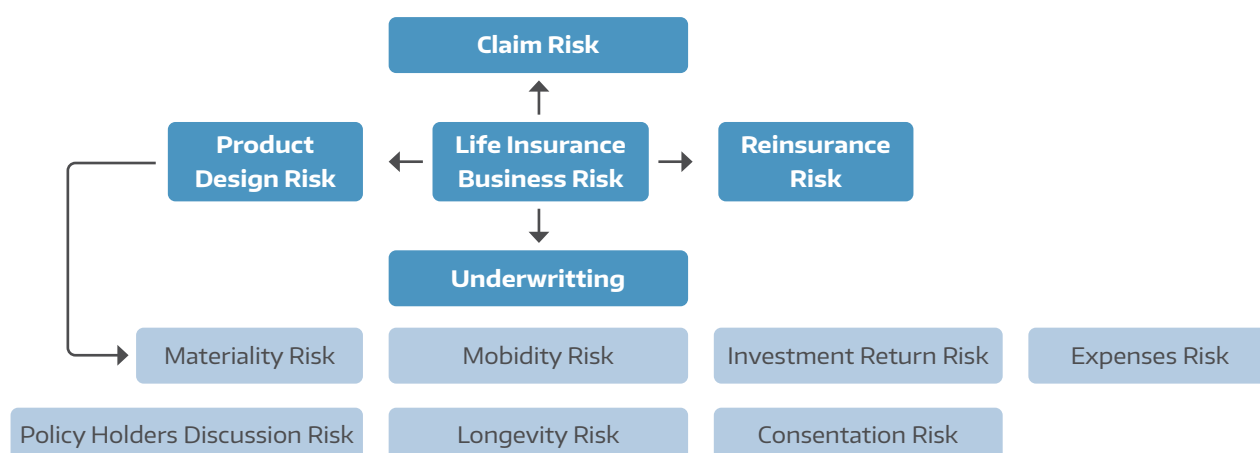 Claim Risk
Product
Design Risk
Life Insurance
Business Risk
Reinsurance
Risk
Underwritting
Materiality Risk
Mobidity Risk
Investment Return Risk
Expenses Risk
Policy Holders Discussion Risk
Longevity Risk
Consentation Risk